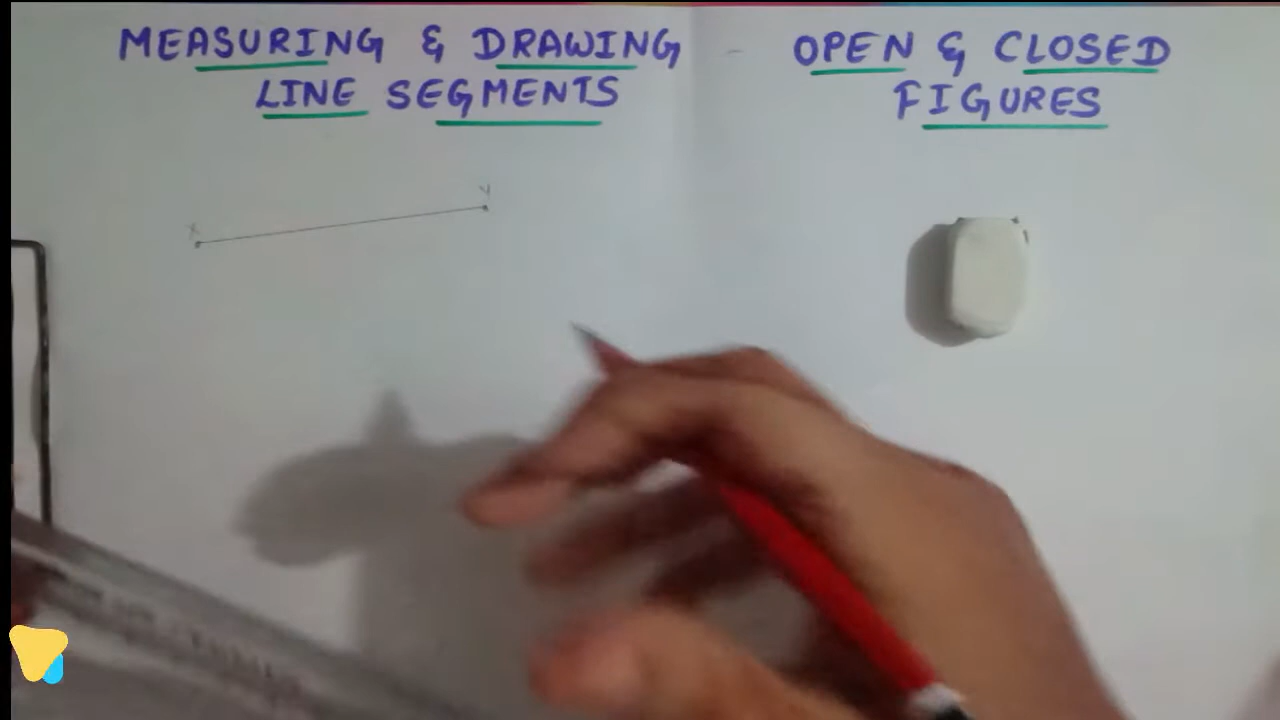 MEASURING & DRAWING
LINE SEGMENTS
- OPEN & CLOSED
FIGURES
X
Y